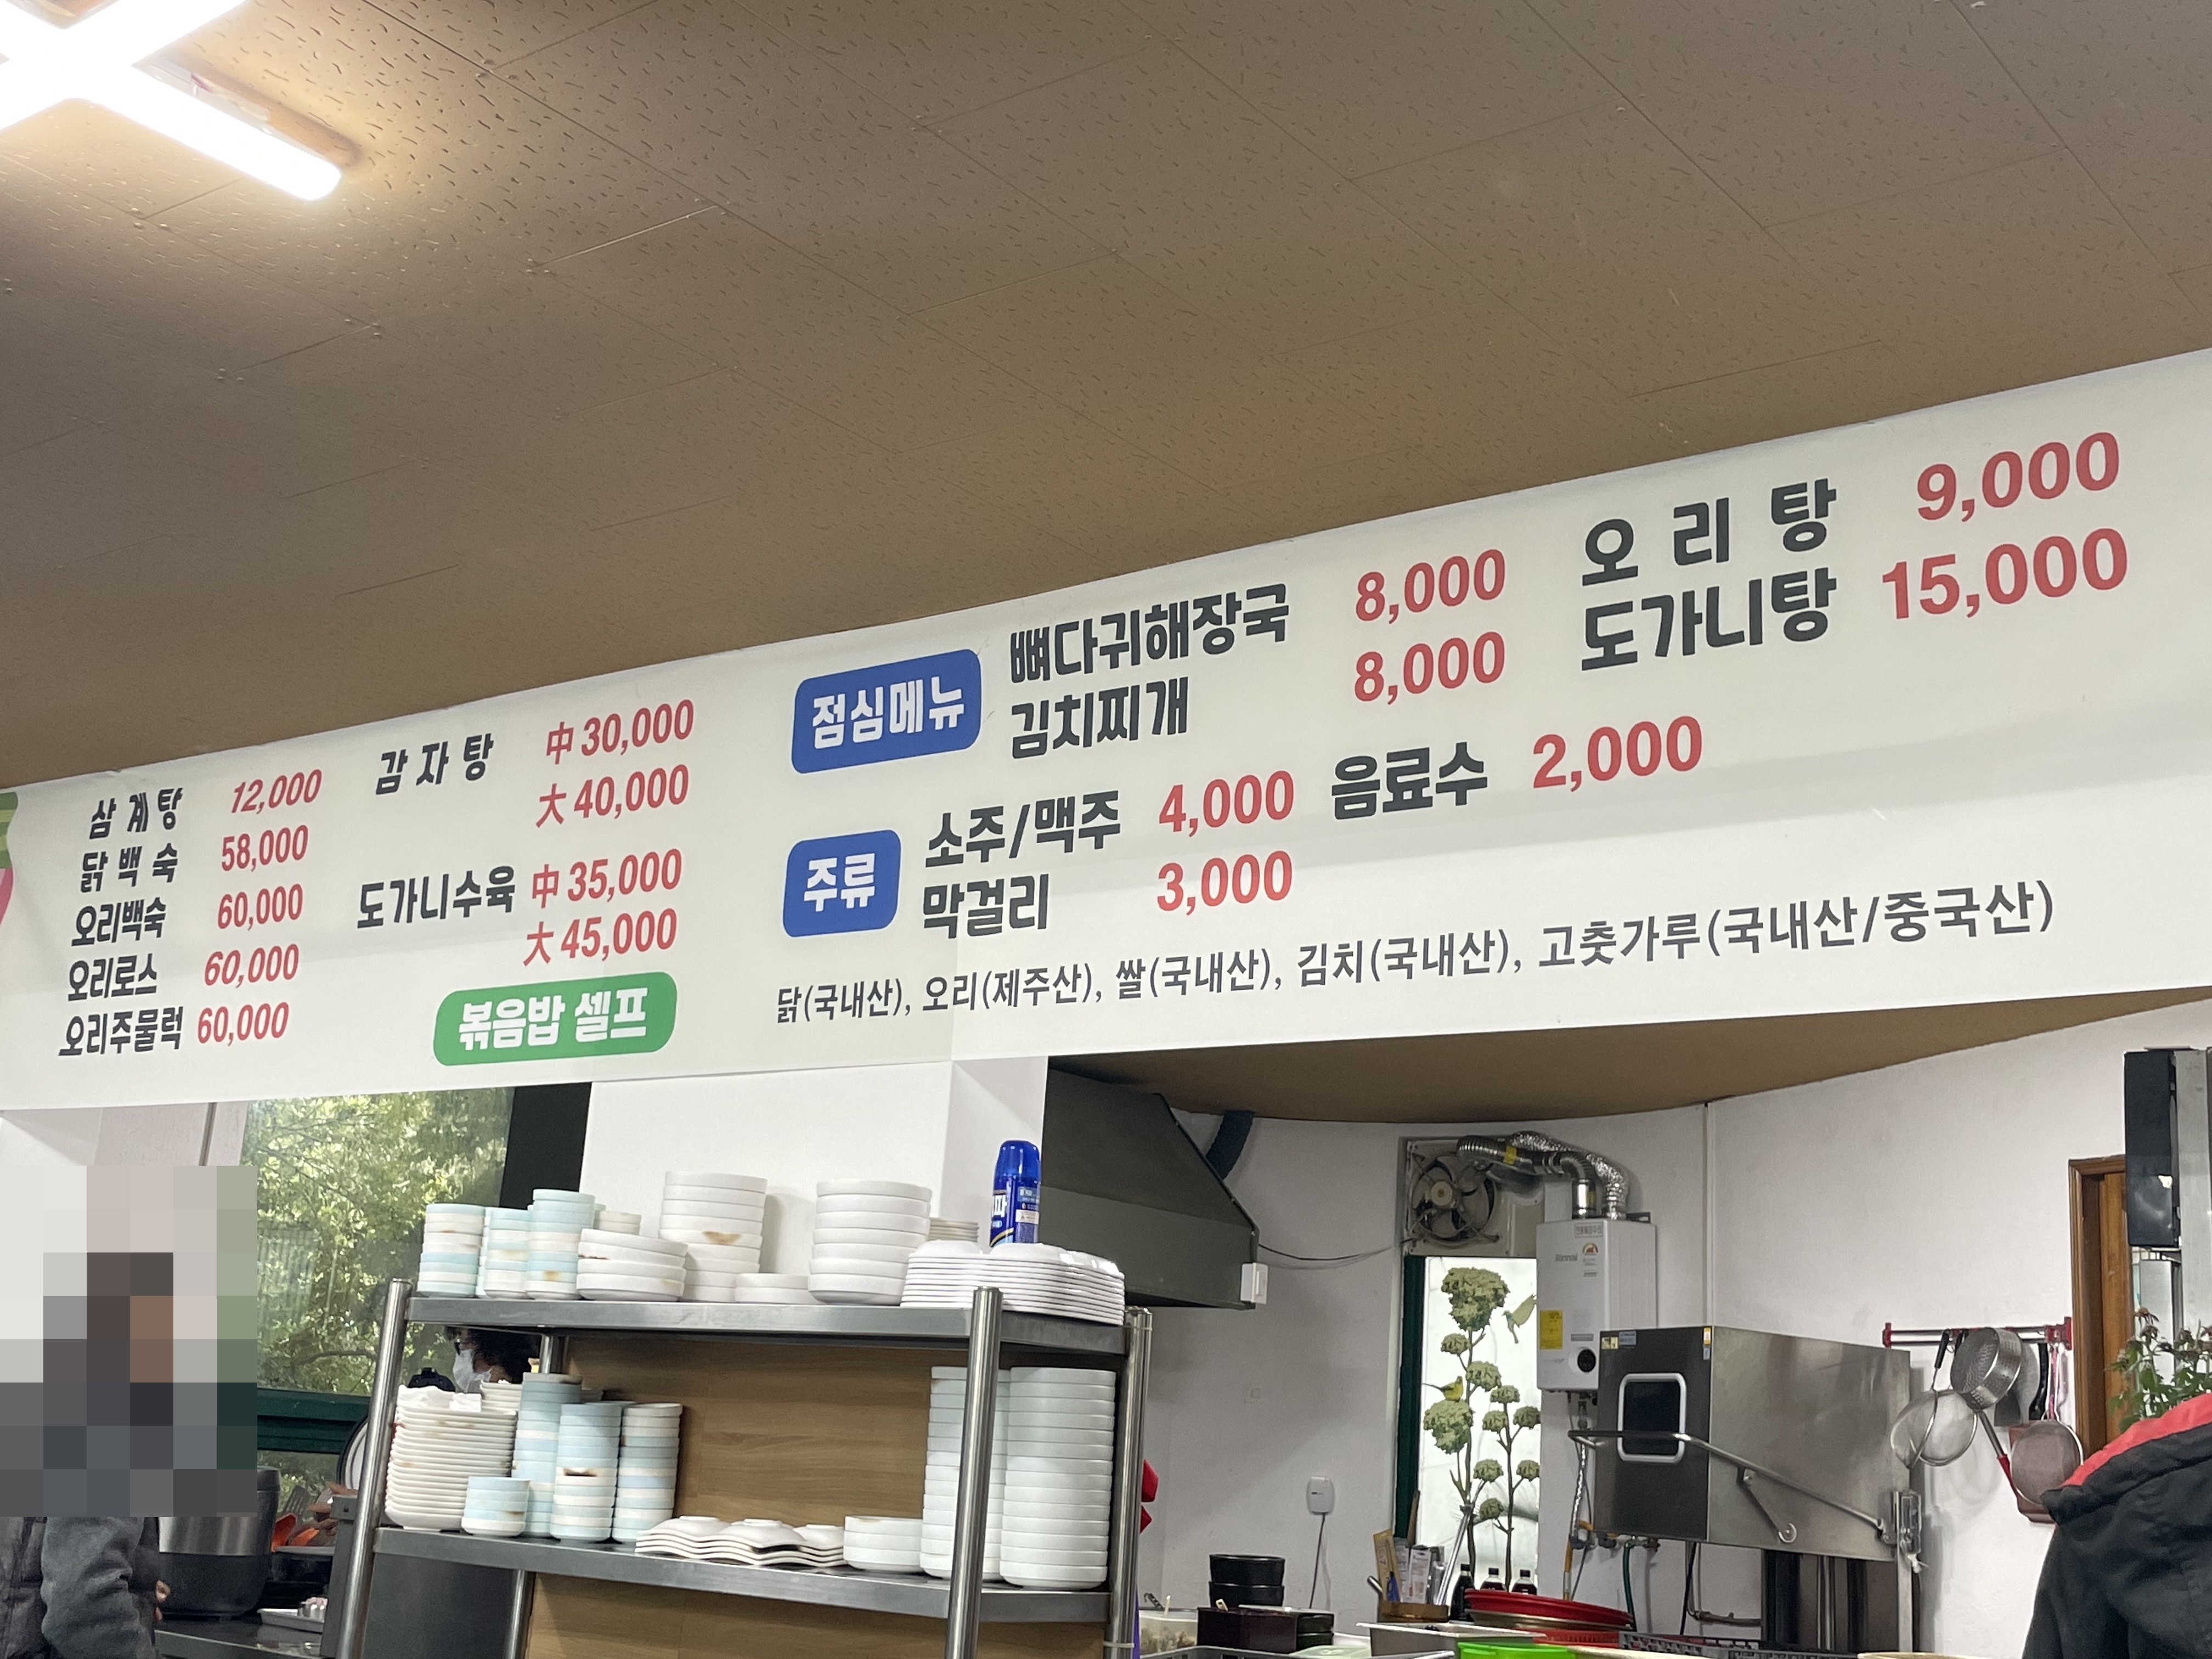 삼계탕 12,000
닭백숙 58,000
오리백숙 60,000
오리로스 60,000
오리주물럭 60,000
감자탕 中 30,000
大 40,000
도가니수육 中 35,000
大 45,000
볶음밥 셀프
점심메뉴
뼈다귀해장국 8,000
김치찌개 8,000
오리탕 9,000
도가니탕 15,000
주류
소주/맥주 4,000 음료수 2,000
막걸리 3,000
닭(국내산), 오리(제주산), 쌀(국내산), 김치(국내산), 고춧가루(국내산/중국산)
Rinnai